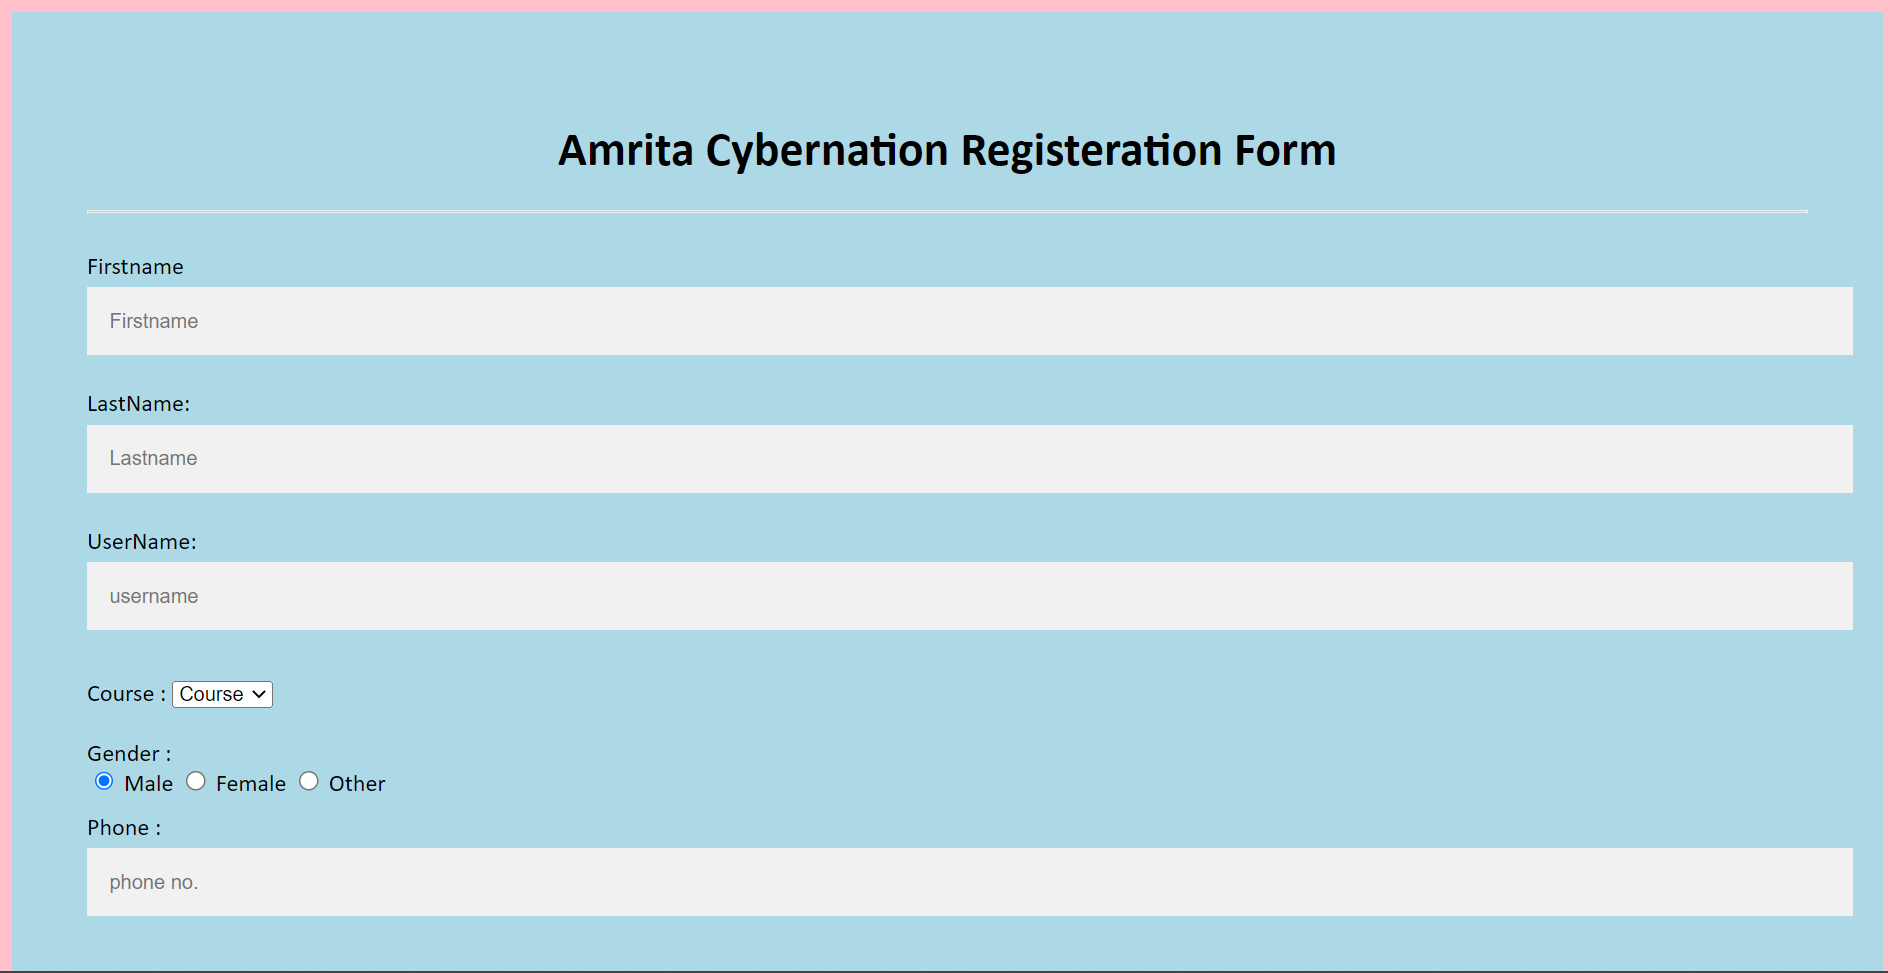 Amrita Cybernation Registeration Form
Firstname
Firstname
LastName:
Lastname
UserName:
username
Course : Course
Gender :
Male Female Other
Phone :
phone no.